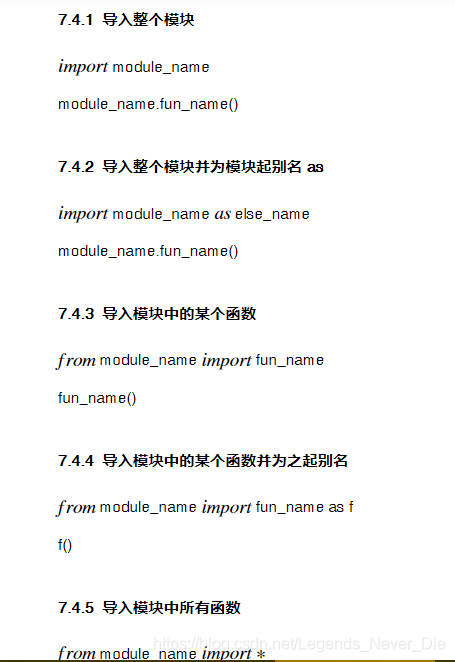 7.4.1 导入整个模块
import module_name
module_name.fun_name()
7.4.2 导入整个模块并为模块起别名 as
import module_name as else_name
module_name.fun_name()
7.4.3 导入模块中的某个函数
from module_name import fun_name
fun_name()
7.4.4 导入模块中的某个函数并为之起别名
from module_name import fun_name as f
f()
7.4.5 导入模块中所有函数
https://blog.csdn.net/Legends_Never_Die
from module_name import *